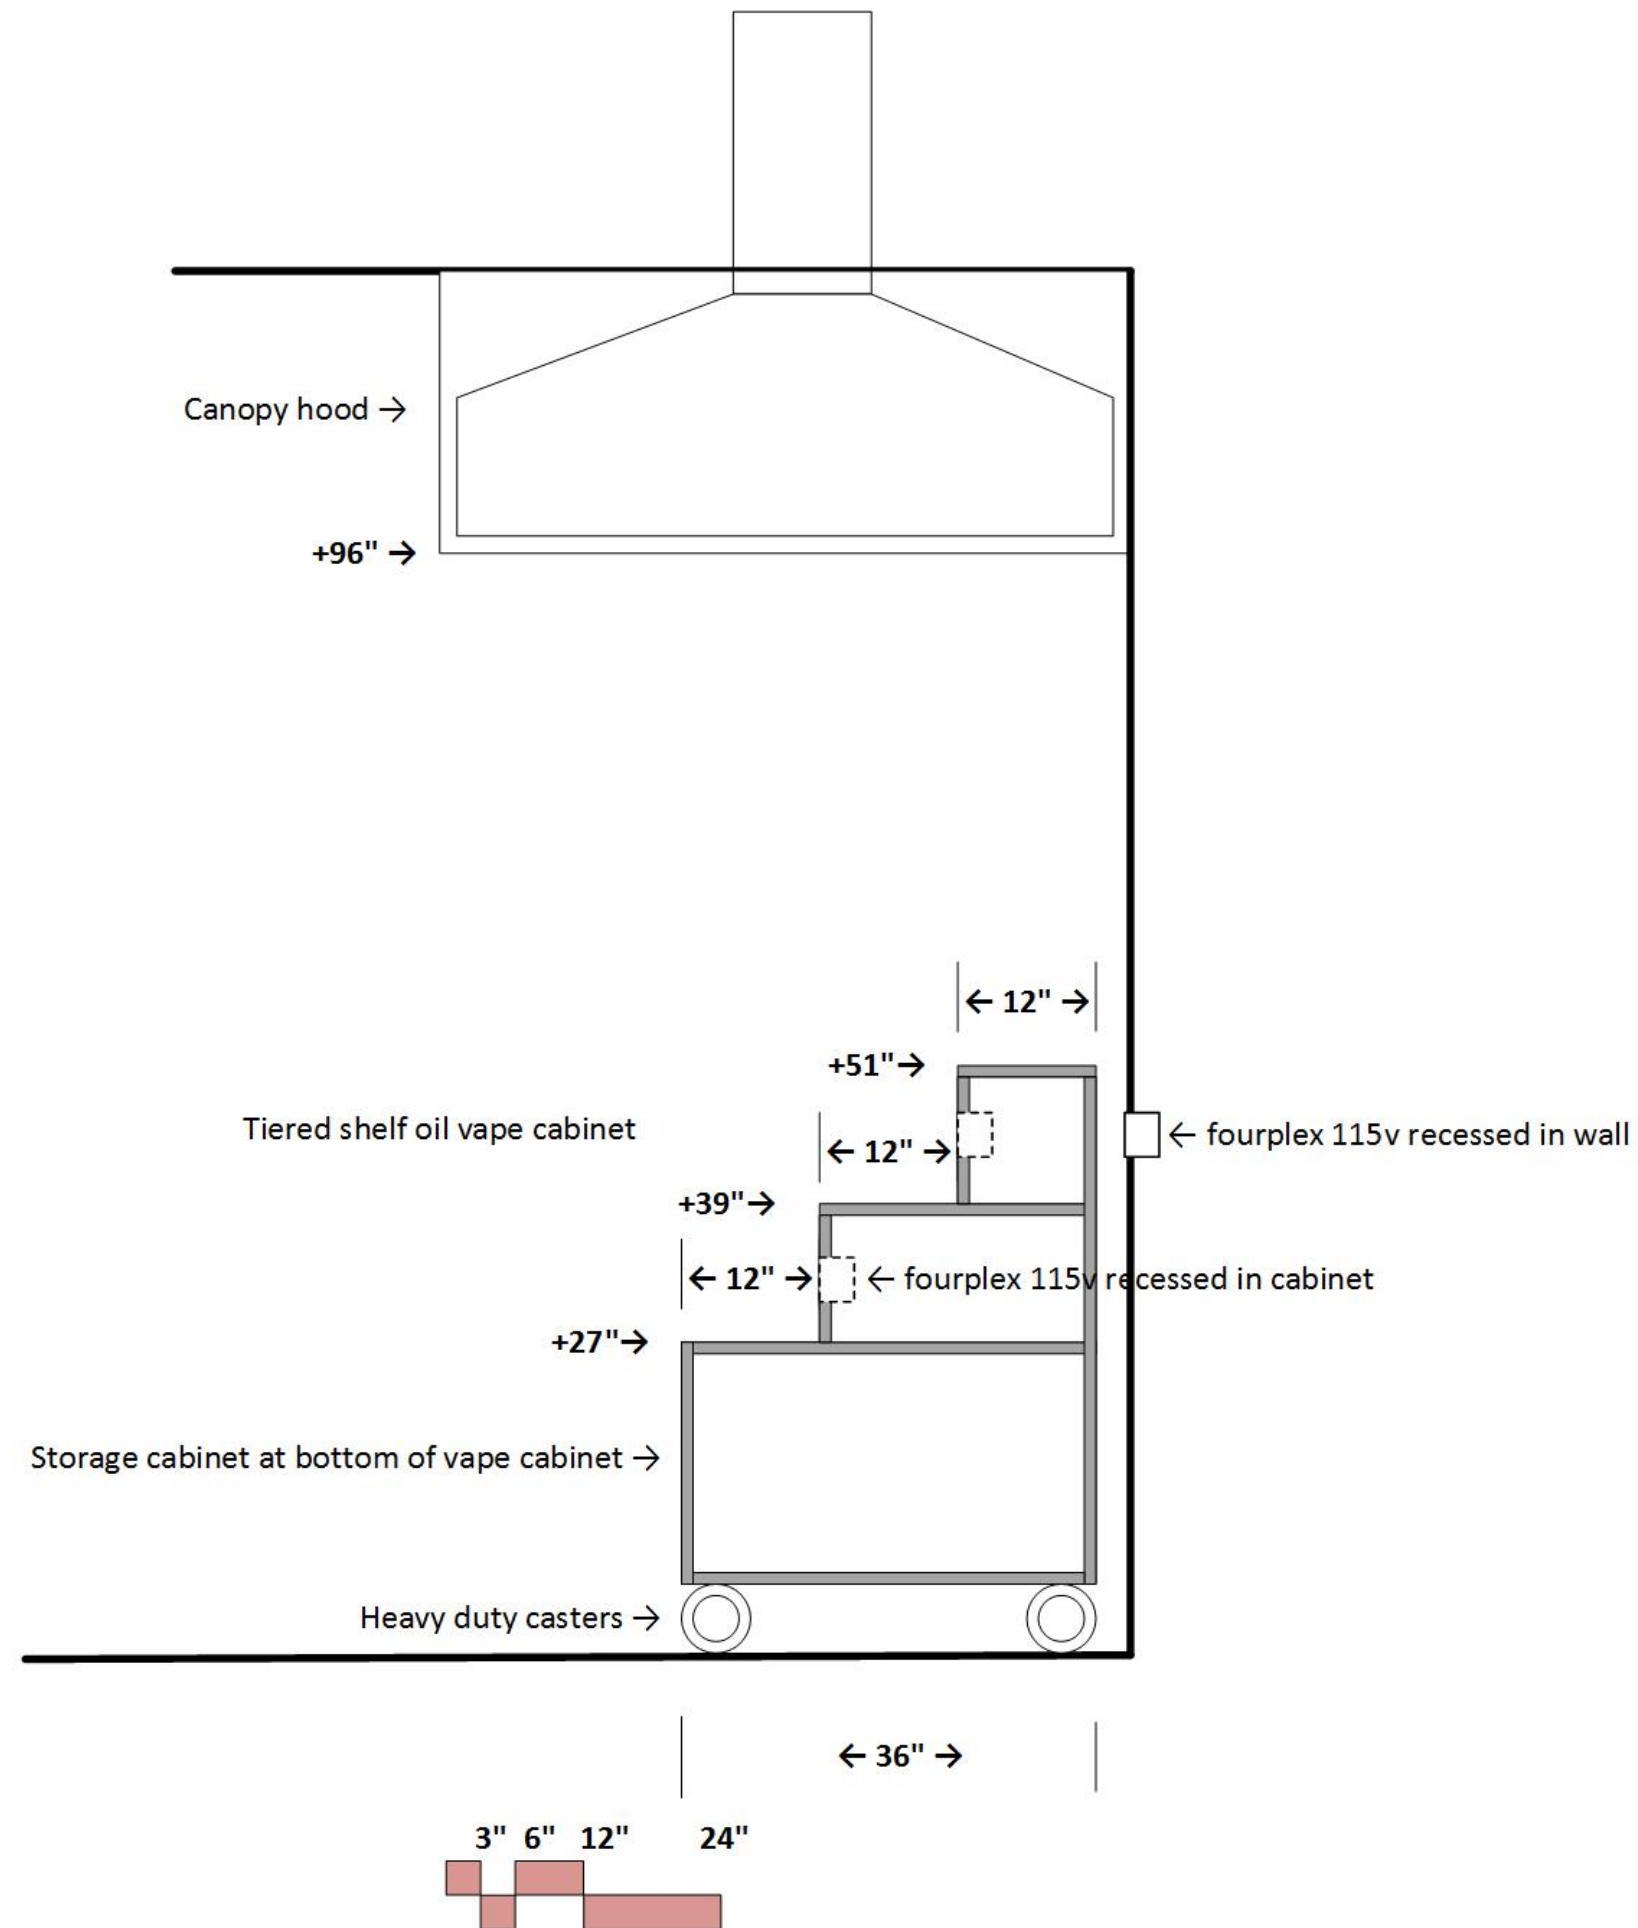 Canopy hood →
+96" →
← 12" →
+51"→
Tiered shelf oil vape cabinet
← 12" →
← fourplex 115v recessed in wall
+39"→
← 12" →
← fourplex 115v recessed in cabinet
+27"→
Storage cabinet at bottom of vape cabinet →
Heavy duty casters →
← 36" →
3" 6" 12" 24"